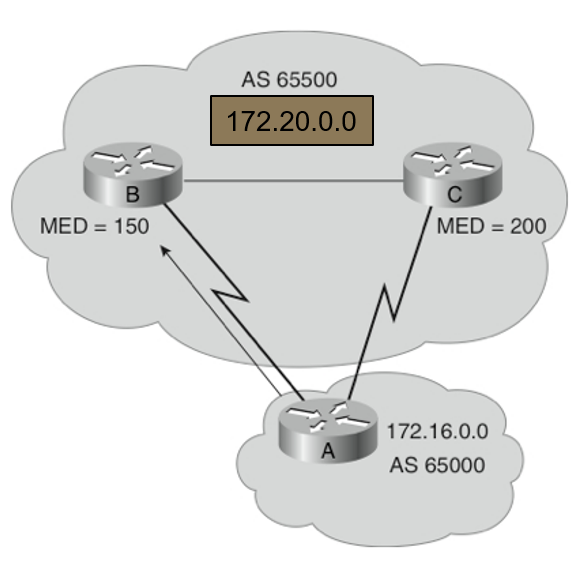 AS 65500
172.20.0.0
B
C
MED = 150
MED = 200
A
172.16.0.0
AS 65000